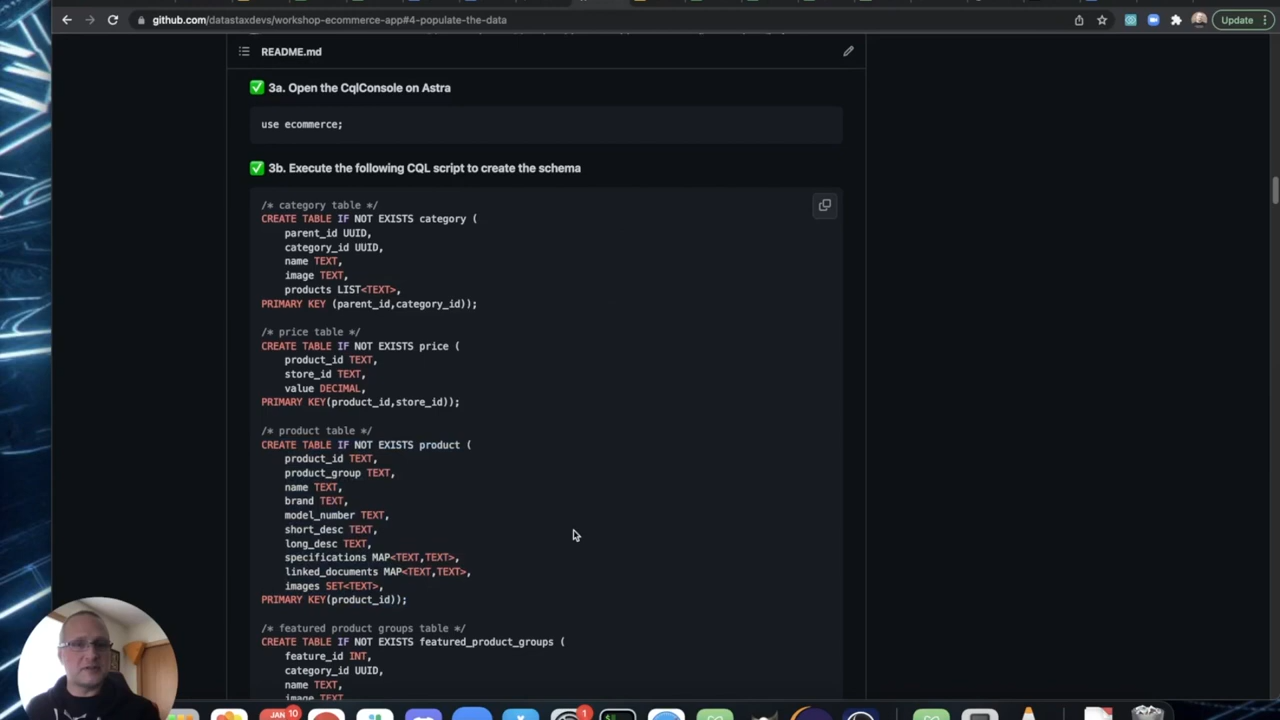 github.com/datastaxdevs/workshop-ecommerce-app#4-populate-the-data
Update
README.md
3a. Open the CqlConsole on Astra
use ecommerce;
3b. Execute the following CQL script to create the schema
/* category table */
CREATE TABLE IF NOT EXISTS category (
    parent_id UUID,
    category_id UUID,
    name TEXT,
    image TEXT,
    products LIST<TEXT>,
PRIMARY KEY (parent_id,category_id));
/* price table */
CREATE TABLE IF NOT EXISTS price (
    product_id TEXT,
    store_id TEXT,
    value DECIMAL,
PRIMARY KEY(product_id,store_id));
/* product table */
CREATE TABLE IF NOT EXISTS product (
    product_id TEXT,
    product_group TEXT,
    name TEXT,
    brand TEXT,
    model_number TEXT,
    short_desc TEXT,
    long_desc TEXT,
    specifications MAP<TEXT,TEXT>,
    linked_documents MAP<TEXT,TEXT>,
    images SET<TEXT>,
PRIMARY KEY(product_id));
/* featured product groups table */
CREATE TABLE IF NOT EXISTS featured_product_groups (
    feature_id INT,
    category_id UUID,
    name TEXT,
    image TEXT
JAN 10
1